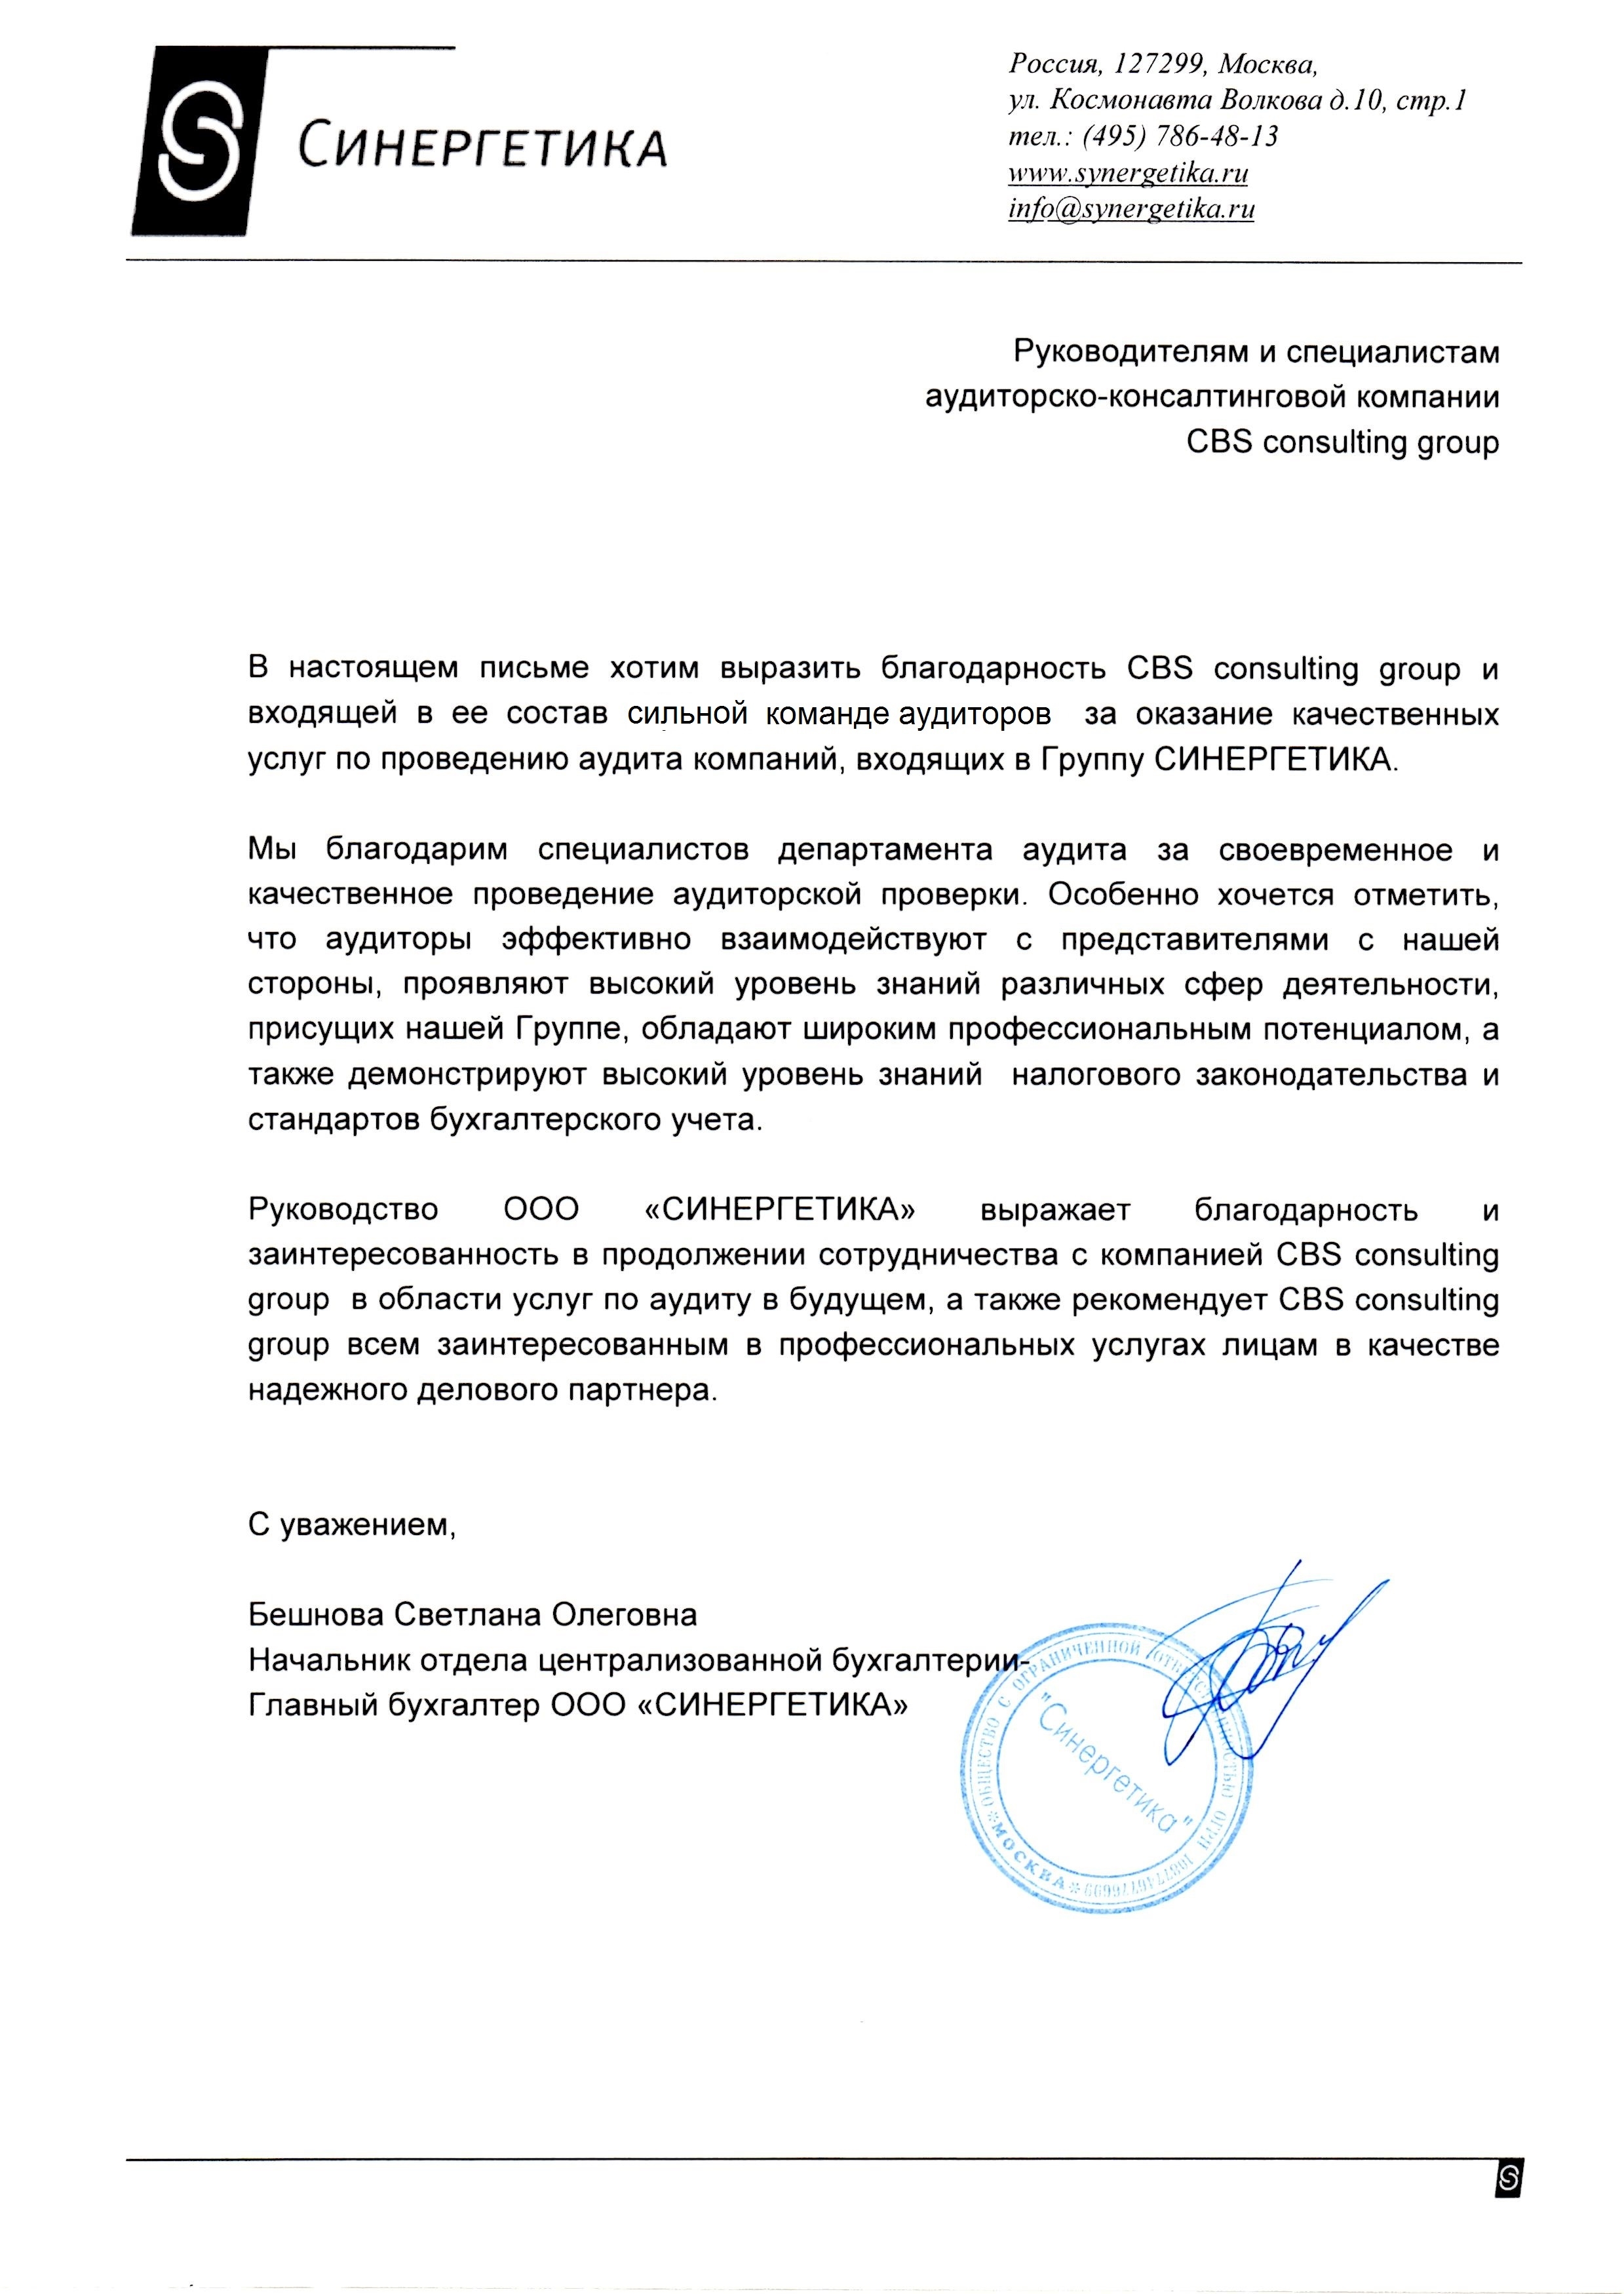 СИНЕРГЕТИКА
Россия, 127299, Москва,
ул. Космонавта Волкова д.10, стр.1
тел.: (495) 786-48-13
www.synergetika.ru
info@synergetika.ru
Руководителям и специалистам
аудиторско-консалтинговой компании
CBS consulting group
В настоящем письме хотим выразить благодарность CBS consulting group и
входящей в ее состав сильной команде аудиторов за оказание качественных
услуг по проведению аудита компаний, входящих в Группу СИНЕРГЕТИКА.
Мы благодарим специалистов департамента аудита за своевременное и
качественное проведение аудиторской проверки. Особенно хочется отметить,
что аудиторы эффективно взаимодействуют с представителями с нашей
стороны, проявляют высокий уровень знаний различных сфер деятельности,
присущих нашей Группе, обладают широким профессиональным потенциалом, а
также демонстрируют высокий уровень знаний налогового законодательства и
стандартов бухгалтерского учета.
Руководство ООО «СИНЕРГЕТИКА» выражает благодарность и
заинтересованность в продолжении сотрудничества с компанией CBS consulting
group в области услуг по аудиту в будущем, а также рекомендует CBS consulting
group всем заинтересованным в профессиональных услугах лицам в качестве
надежного делового партнера.
С уважением,
Бешнова Светлана Олеговна
Начальник отдела централизованной бухгалтерии-
Главный бухгалтер ООО «СИНЕРГЕТИКА»
ОБЩЕСТВО С ОГРАНИЧЕННОЙ ОТВЕТСТВЕННОСТЬЮ ОГРН
*МОСКВА*
"Синергетика"